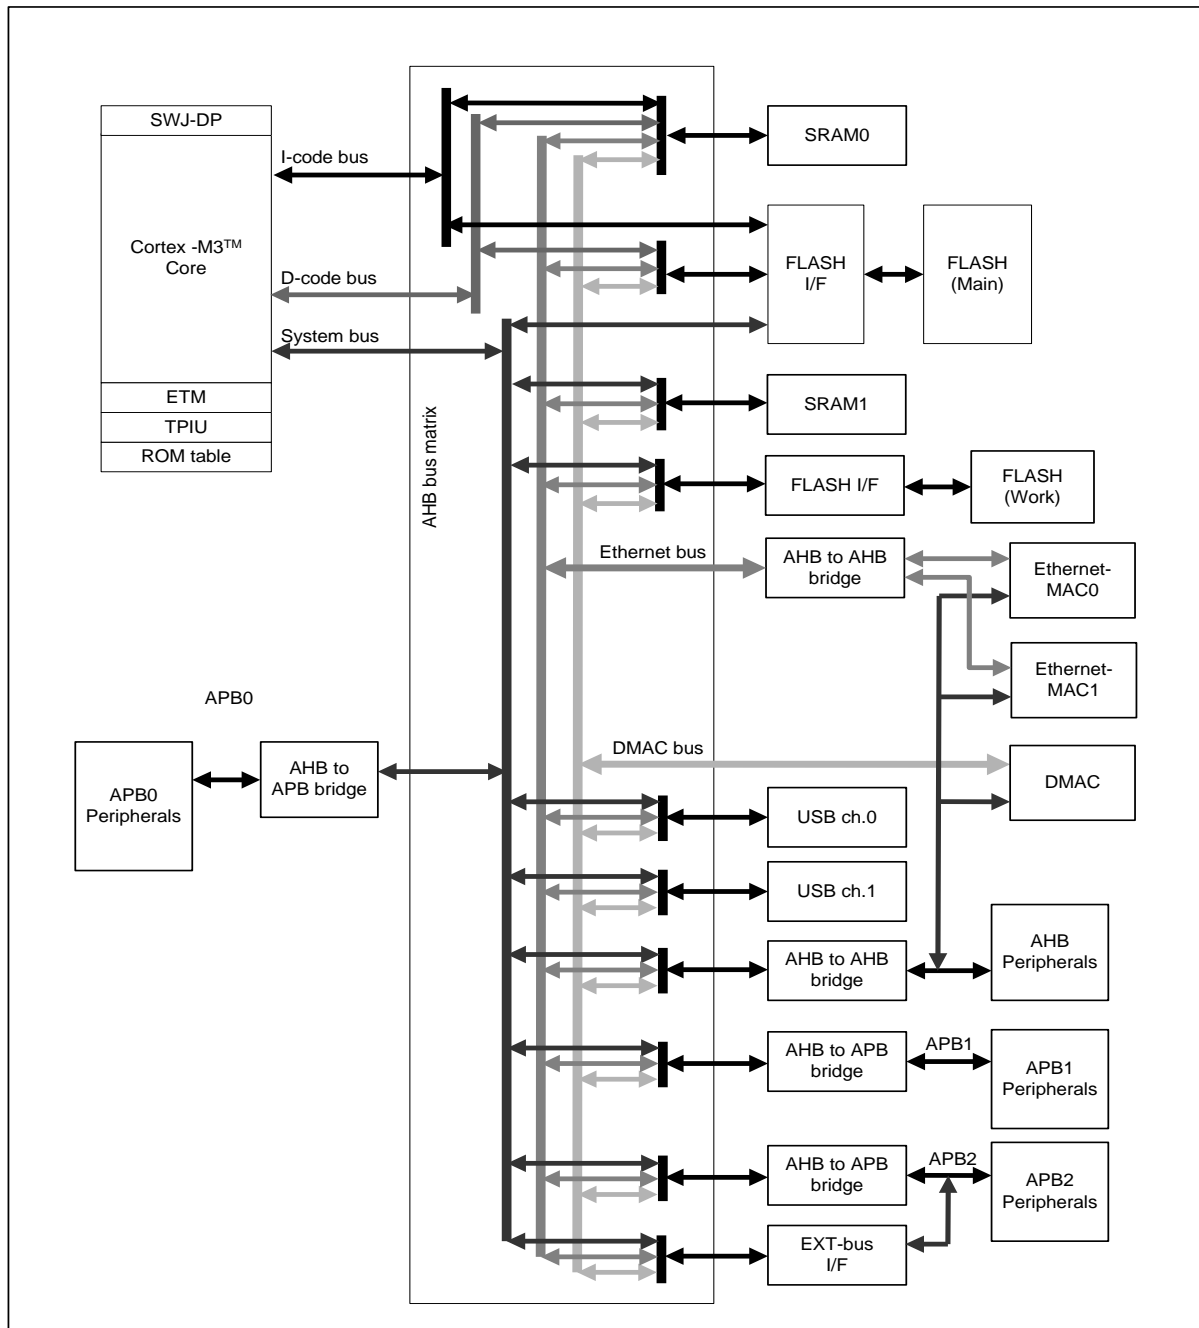 SWJ-DP
I-code bus
Cortex -M3™
Core
D-code bus
System bus
ETM
TPIU
ROM table
AHB bus matrix
SRAM0
FLASH
I/F
FLASH
(Main)
SRAM1
FLASH I/F
FLASH
(Work)
Ethernet bus
AHB to AHB
bridge
Ethernet-
MAC0
Ethernet-
MAC1
APB0
APB0
Peripherals
AHB to
APB bridge
DMAC bus
DMAC
USB ch.0
USB ch.1
AHB to AHB
bridge
AHB
Peripherals
AHB to APB
bridge
APB1
APB1
Peripherals
AHB to APB
bridge
APB2
APB2
Peripherals
EXT-bus
I/F